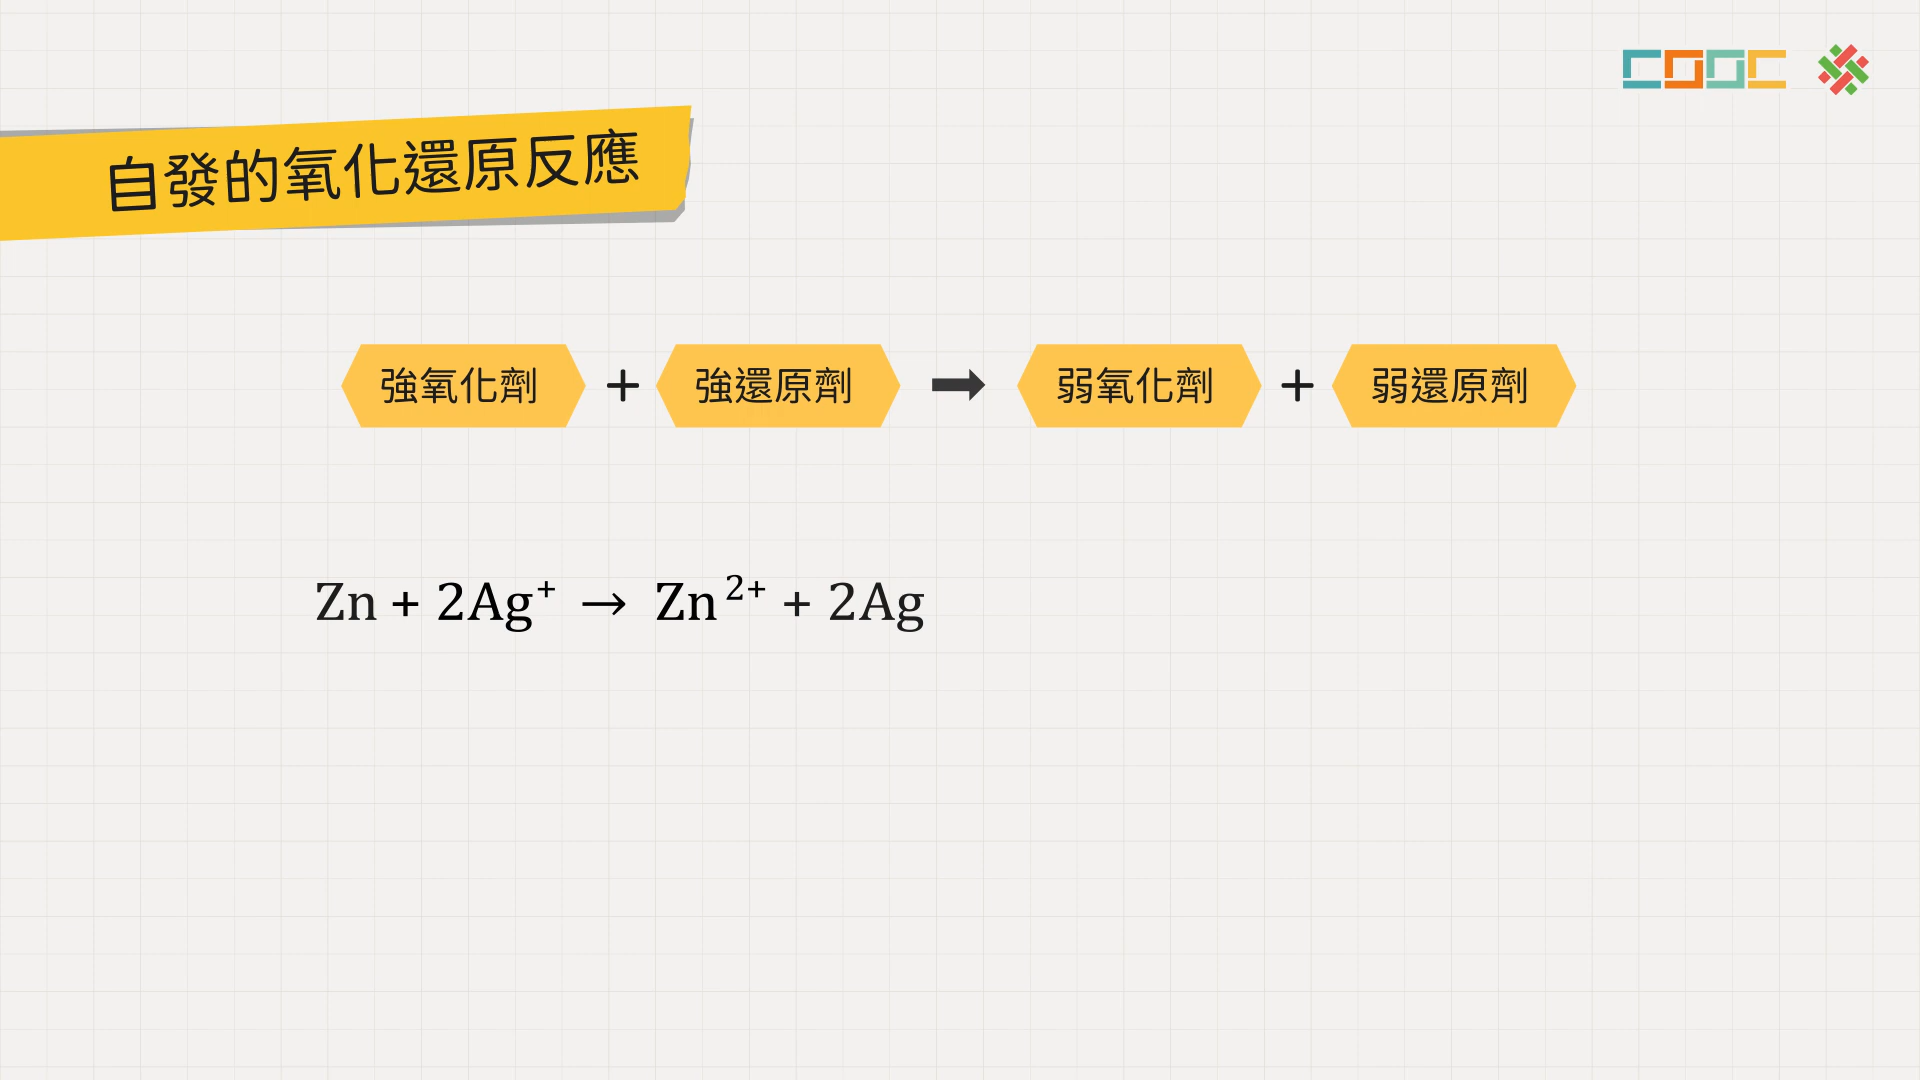 COOC
自發的氧化還原反應
強氧化劑 + 強還原劑 → 弱氧化劑 + 弱還原劑
Zn + 2Ag⁺ → Zn²⁺ + 2Ag